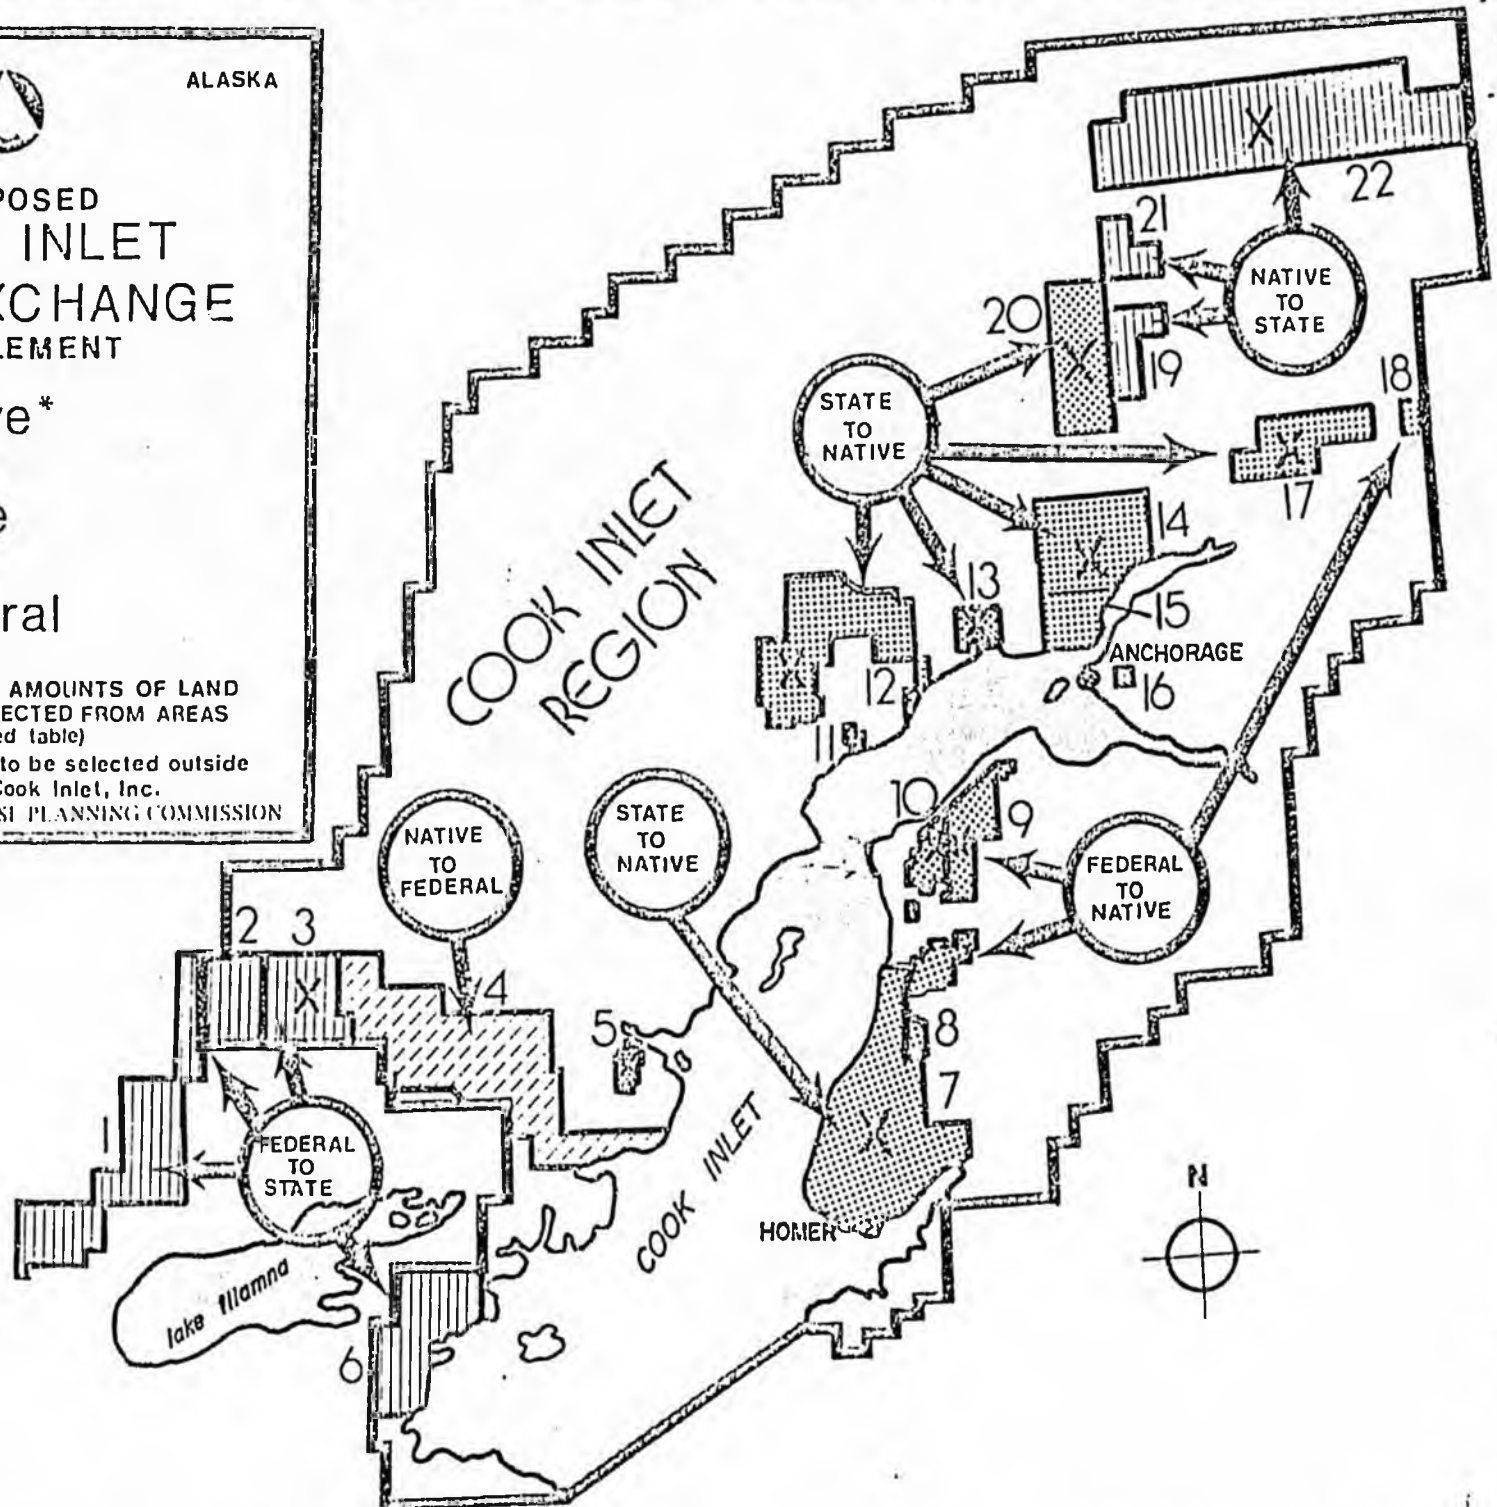 ALASKA
POSED
INLET
XCHANGE
LEMENT
e*
e
ral
AMOUNTS OF LAND
ECTED FROM AREAS
ed table)
to be selected outside
Cook Inlet, Inc.
PLANNING COMMISSION
22
21
NATIVE
TO
STATE
20
19
18
STATE
TO
NATIVE
17
14
COOK INLET
REGION
13
15
ANCHORAGE
16
12
11
10
9
STATE
TO
NATIVE
NATIVE
TO
FEDERAL
FEDERAL
TO
NATIVE
2
3
4
5
8
7
1
FEDERAL
TO
STATE
COOK INLET
N
HOMER
lake Iliamna
6